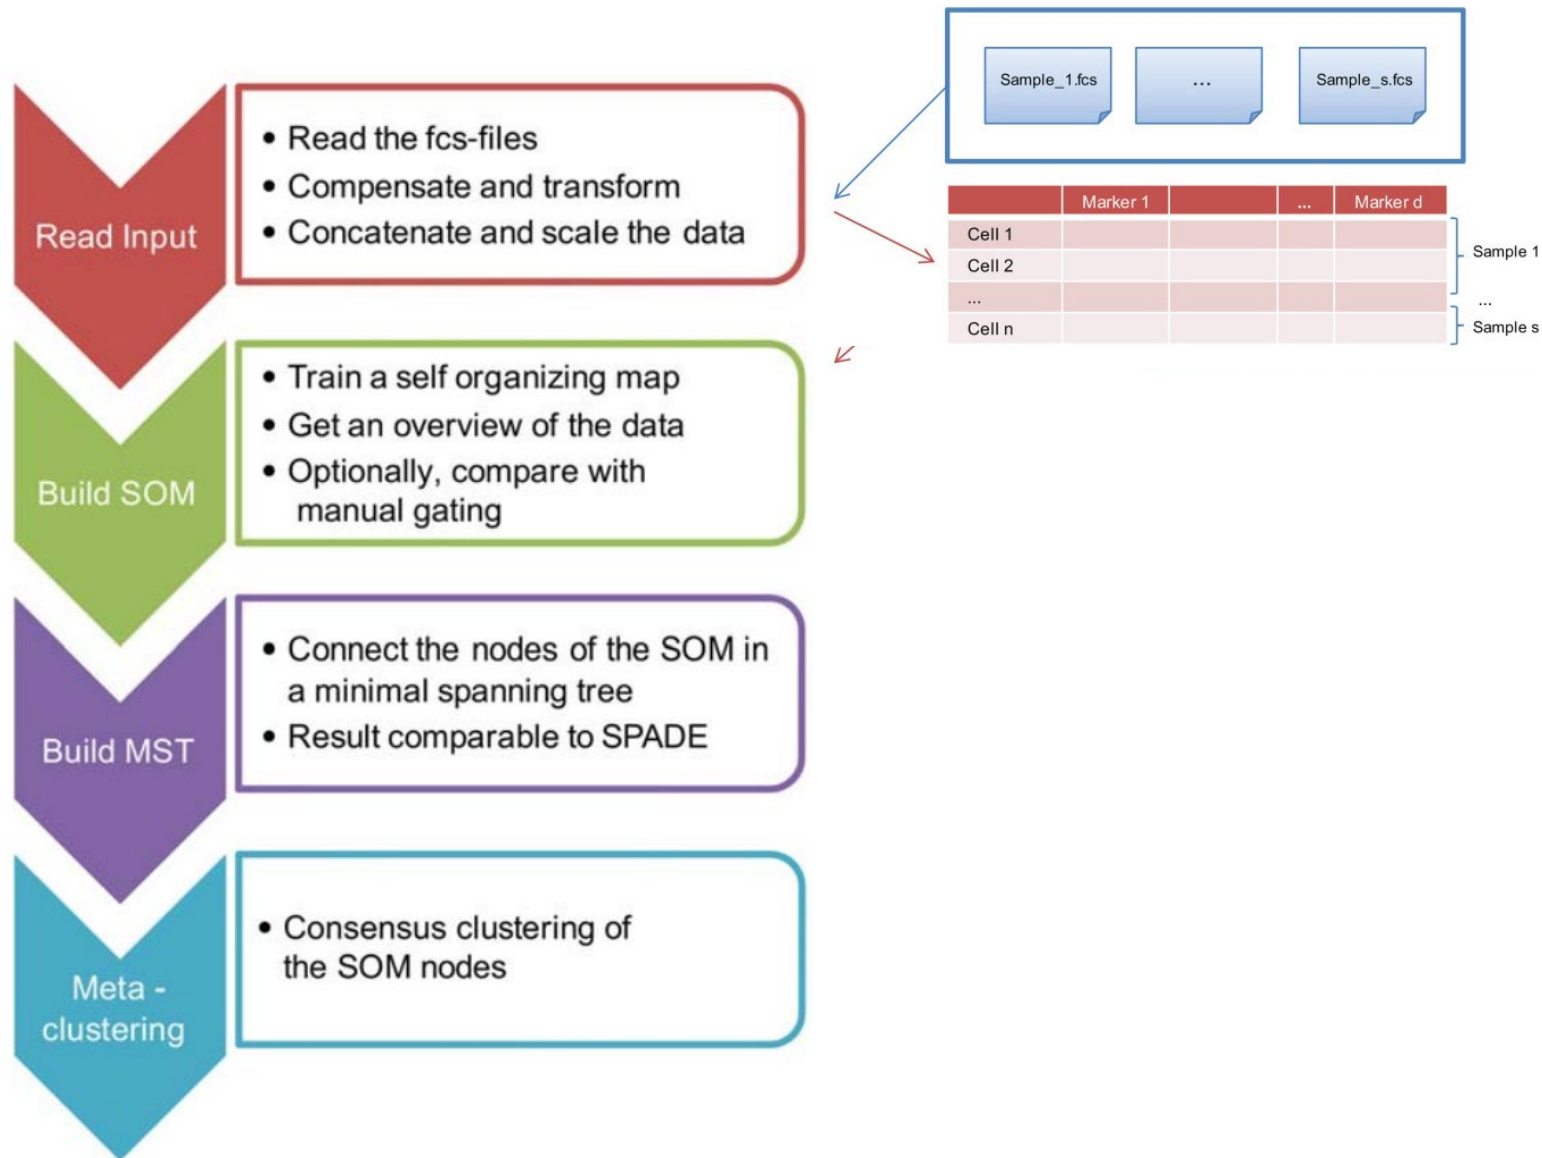 Read Input
• Read the fcs-files
• Compensate and transform
• Concatenate and scale the data
Sample_1.fcs
...
Sample_s.fcs
Marker 1
...
Marker d
Cell 1
Cell 2
...
Cell n
Sample 1
...
Sample s
Build SOM
• Train a self organizing map
• Get an overview of the data
• Optionally, compare with
manual gating
Build MST
• Connect the nodes of the SOM in
a minimal spanning tree
• Result comparable to SPADE
Meta -
clustering
• Consensus clustering of
the SOM nodes